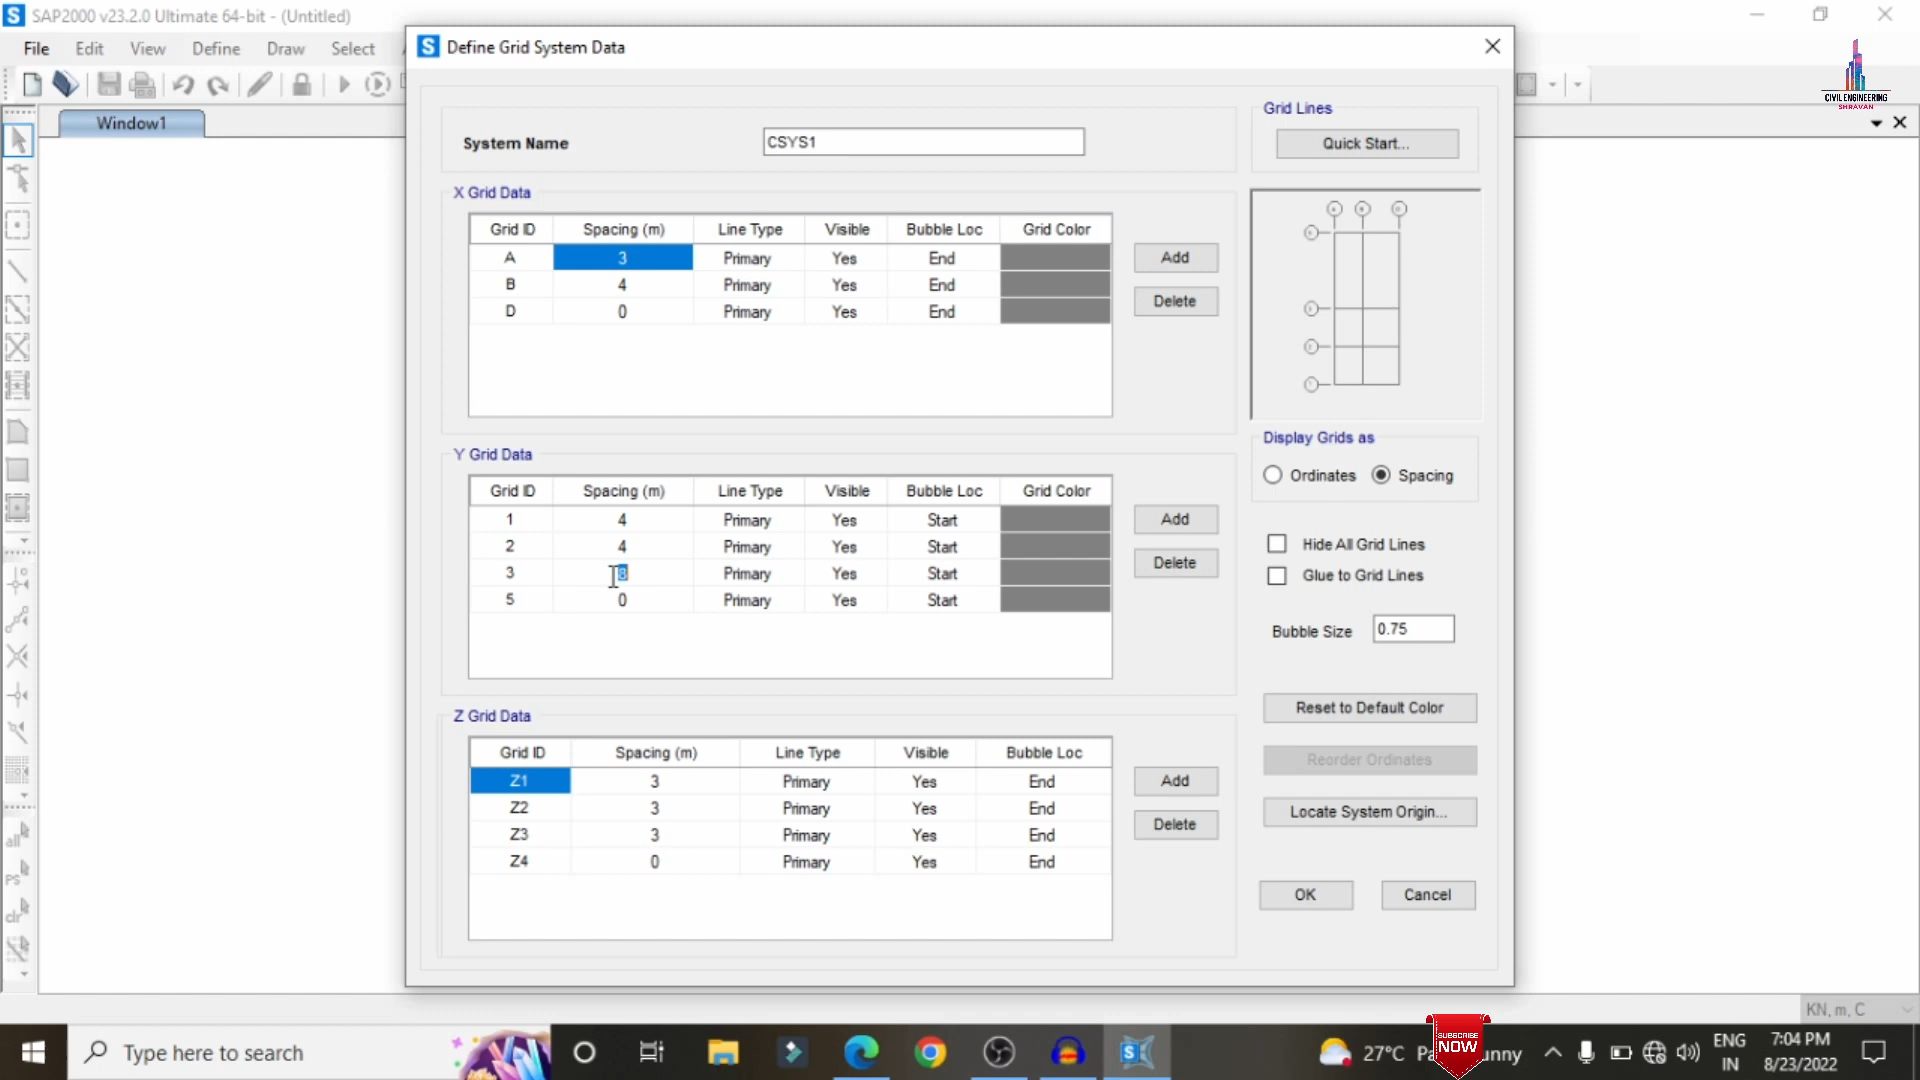 SAP2000 v23.2.0 Ultimate 64-bit - (Untitled)
File Edit View Define Draw Select
Define Grid System Data
CIVIL ENGINEERING
SHRAVAN
Window1
System Name CSYS1
Grid Lines
Quick Start...
X Grid Data
Grid ID Spacing (m) Line Type Visible Bubble Loc Grid Color
A 3 Primary Yes End
B 4 Primary Yes End
D 0 Primary Yes End
Add
Delete
Y Grid Data
Grid ID Spacing (m) Line Type Visible Bubble Loc Grid Color
1 4 Primary Yes Start
2 4 Primary Yes Start
3 8 Primary Yes Start
5 0 Primary Yes Start
Add
Delete
Display Grids as
Ordinates Spacing
Hide All Grid Lines
Glue to Grid Lines
Bubble Size 0.75
Z Grid Data
Grid ID Spacing (m) Line Type Visible Bubble Loc
Z1 3 Primary Yes End
Z2 3 Primary Yes End
Z3 3 Primary Yes End
Z4 0 Primary Yes End
Add
Delete
Reset to Default Color
Reorder Ordinates
Locate System Origin...
OK Cancel
all
PS
clr
KN, m, C
Type here to search
27°C
SUBSCRIBE
NOW
ENG
IN
7:04 PM
8/23/2022